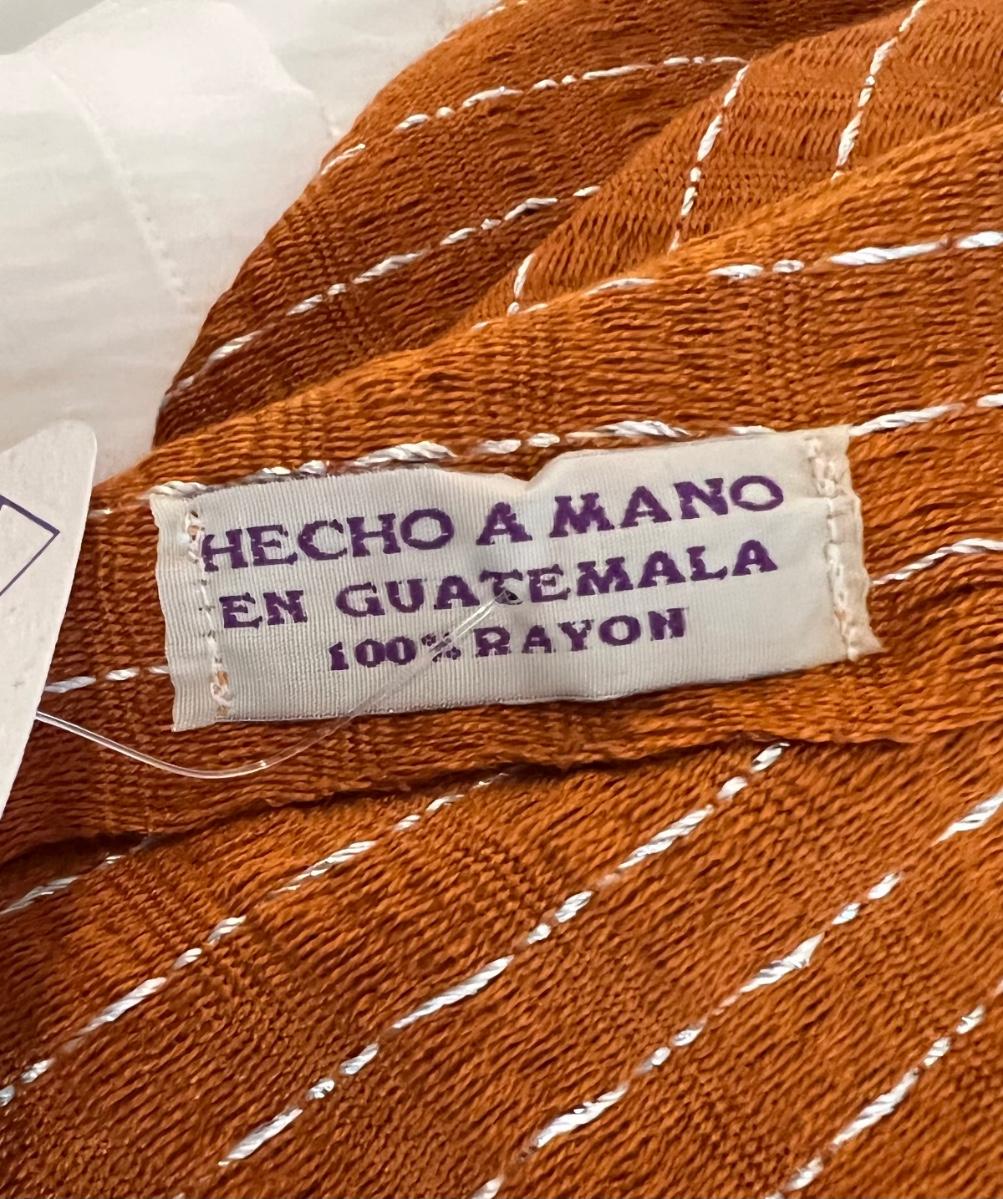 HECHO A MANO
EN GUATEMALA
100% RAYON